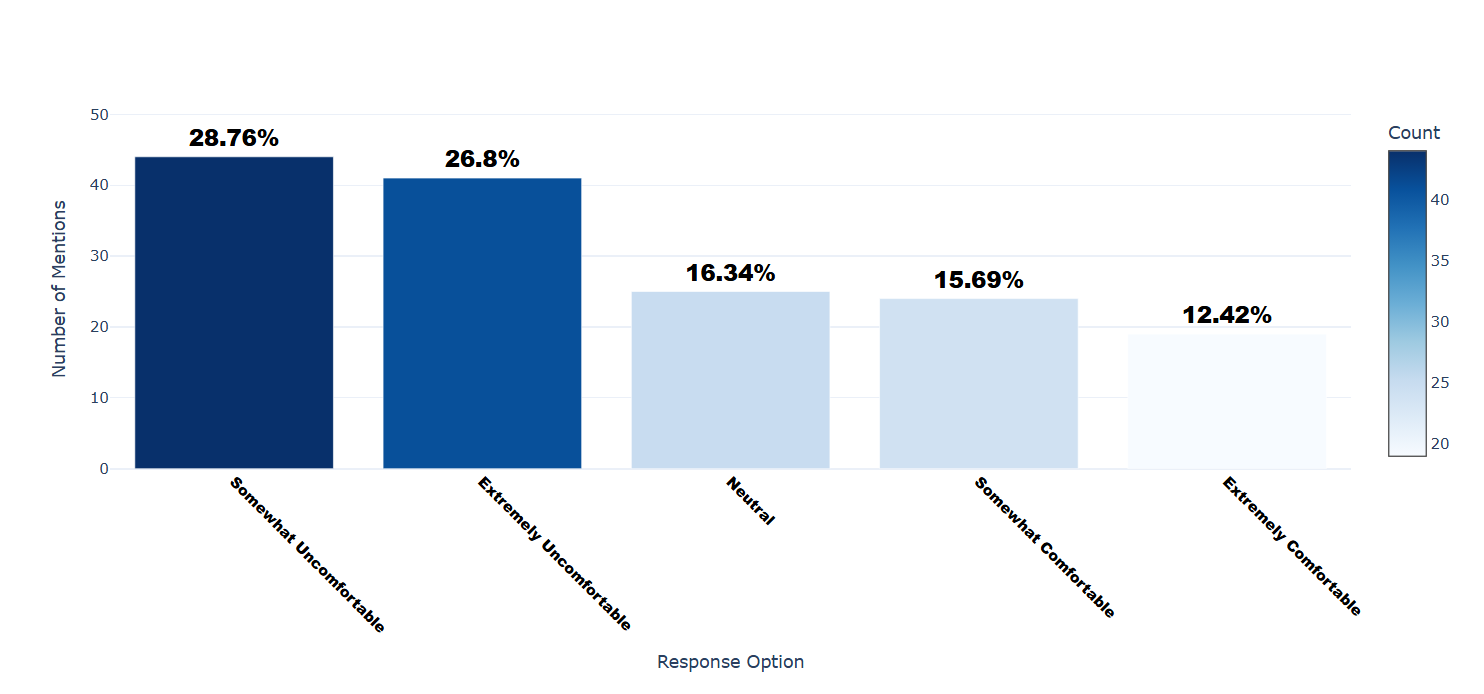 50
40
30
20
10
0
Number of Mentions
28.76%
26.8%
16.34%
15.69%
12.42%
Somewhat Uncomfortable
Extremely Uncomfortable
Neutral
Somewhat Comfortable
Extremely Comfortable
Response Option
Count
40
35
30
25
20